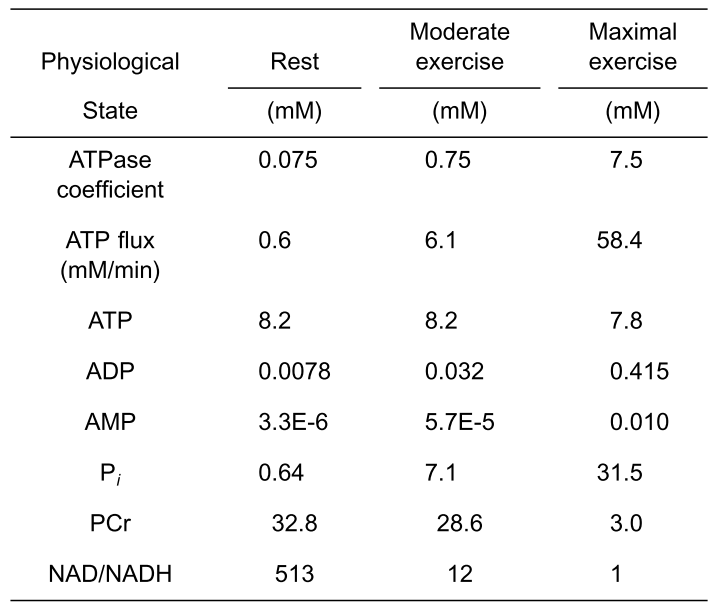 Physiological Rest Moderate exercise Maximal exercise
State (mM) (mM) (mM)
ATPase coefficient 0.075 0.75 7.5
ATP flux (mM/min) 0.6 6.1 58.4
ATP 8.2 8.2 7.8
ADP 0.0078 0.032 0.415
AMP 3.3E-6 5.7E-5 0.010
Pi 0.64 7.1 31.5
PCr 32.8 28.6 3.0
NAD/NADH 513 12 1